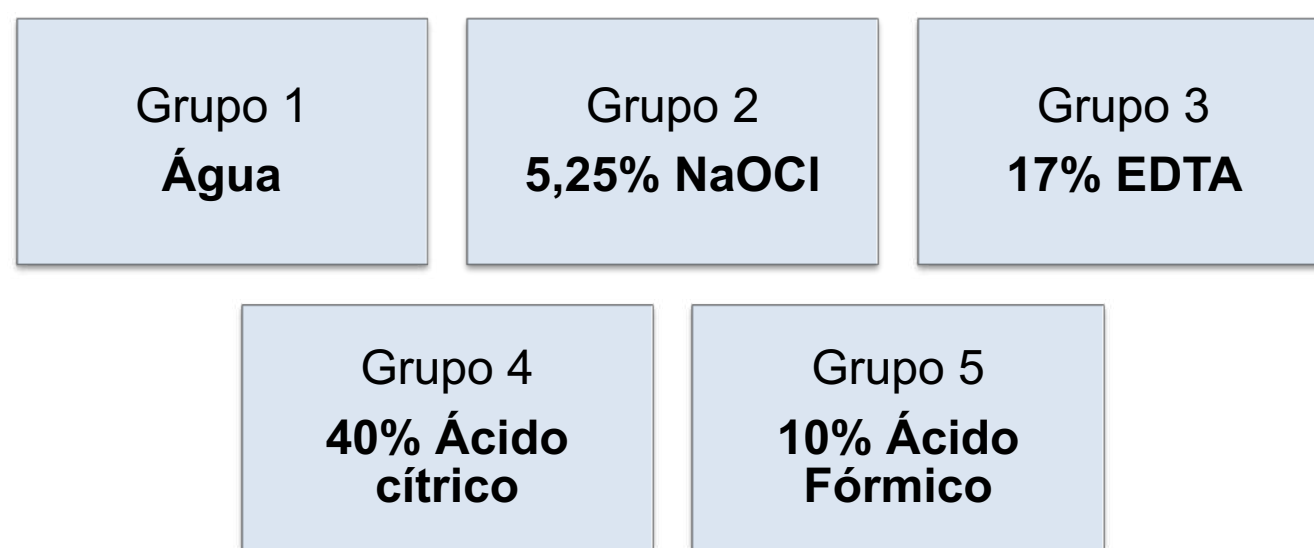 Grupo 1
Água
Grupo 2
5,25% NaOCl
Grupo 3
17% EDTA
Grupo 4
40% Ácido
cítrico
Grupo 5
10% Ácido
Fórmico